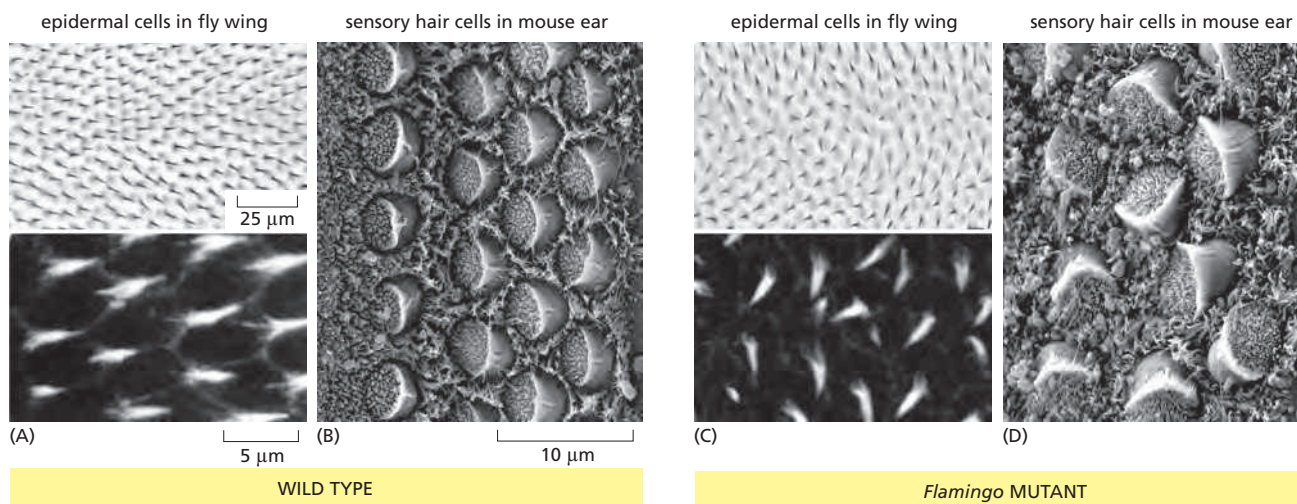 epidermal cells in fly wing
sensory hair cells in mouse ear
epidermal cells in fly wing
sensory hair cells in mouse ear
25 μm
(A)
(B)
(C)
(D)
5 μm
10 μm
WILD TYPE
Flamingo MUTANT